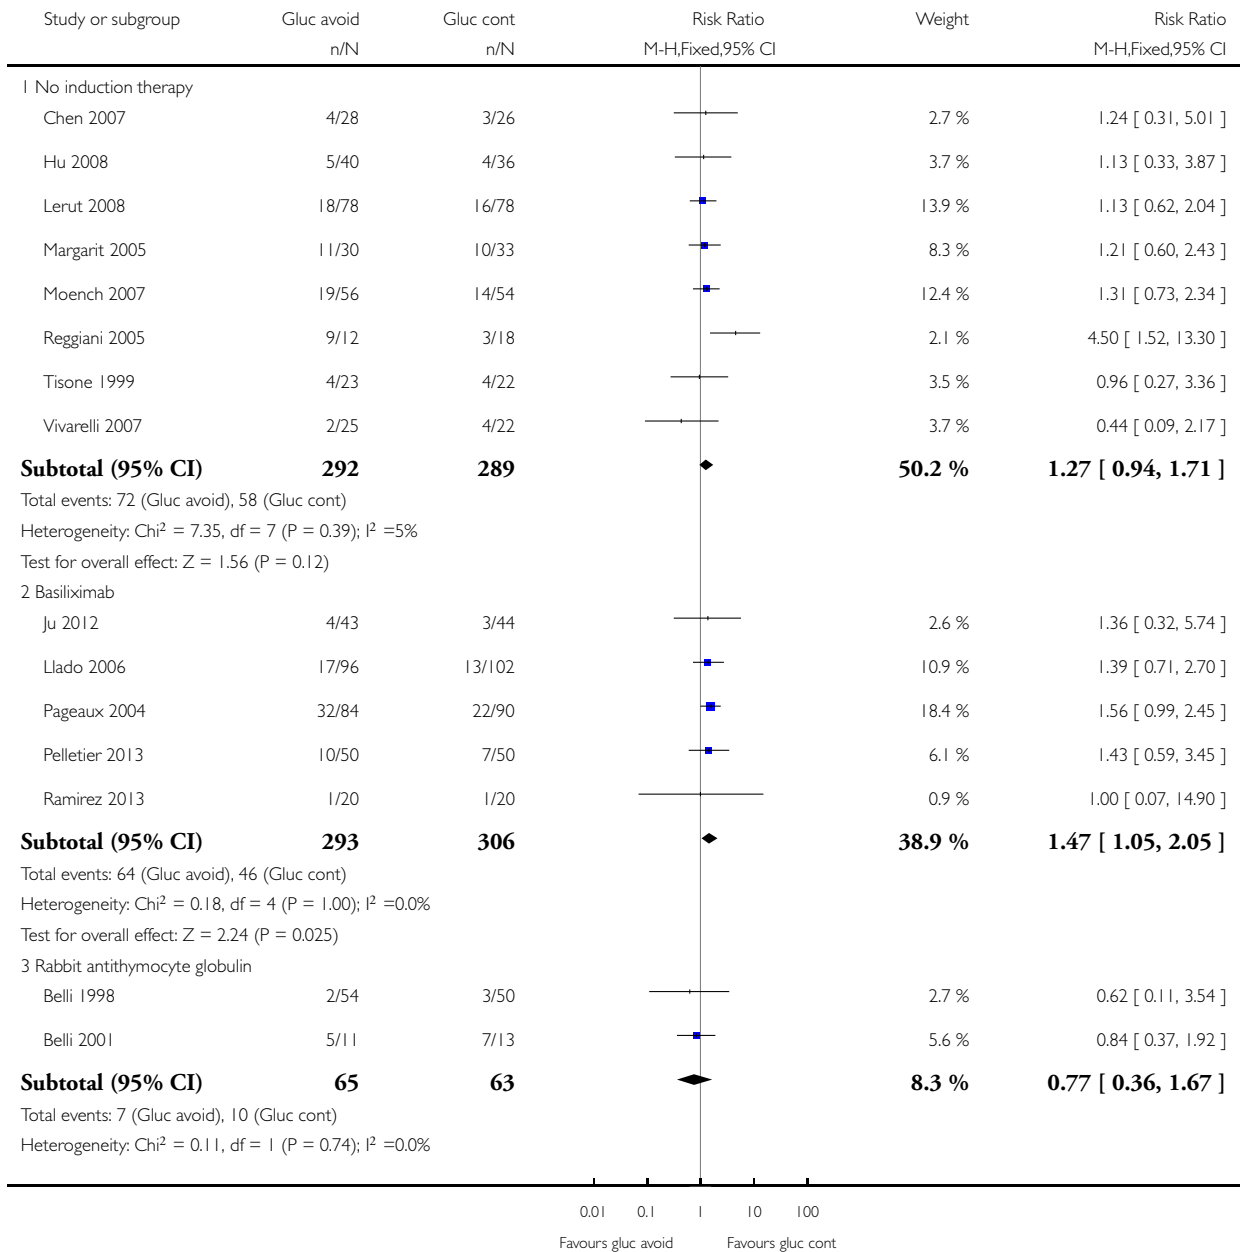 Study or subgroup Gluc avoid Gluc cont Risk Ratio Weight Risk Ratio
n/N n/N M-H,Fixed,95% CI M-H,Fixed,95% CI
1 No induction therapy
Chen 2007 4/28 3/26 2.7 % 1.24 [ 0.31, 5.01 ]
Hu 2008 5/40 4/36 3.7 % 1.13 [ 0.33, 3.87 ]
Lerut 2008 18/78 16/78 13.9 % 1.13 [ 0.62, 2.04 ]
Margarit 2005 11/30 10/33 8.3 % 1.21 [ 0.60, 2.43 ]
Moench 2007 19/56 14/54 12.4 % 1.31 [ 0.73, 2.34 ]
Reggiani 2005 9/12 3/18 2.1 % 4.50 [ 1.52, 13.30 ]
Tisone 1999 4/23 4/22 3.5 % 0.96 [ 0.27, 3.36 ]
Vivarelli 2007 2/25 4/22 3.7 % 0.44 [ 0.09, 2.17 ]
Subtotal (95% CI) 292 289 50.2 % 1.27 [ 0.94, 1.71 ]
Total events: 72 (Gluc avoid), 58 (Gluc cont)
Heterogeneity: Chi² = 7.35, df = 7 (P = 0.39); I² =5%
Test for overall effect: Z = 1.56 (P = 0.12)
2 Basiliximab
Ju 2012 4/43 3/44 2.6 % 1.36 [ 0.32, 5.74 ]
Llado 2006 17/96 13/102 10.9 % 1.39 [ 0.71, 2.70 ]
Pageaux 2004 32/84 22/90 18.4 % 1.56 [ 0.99, 2.45 ]
Pelletier 2013 10/50 7/50 6.1 % 1.43 [ 0.59, 3.45 ]
Ramirez 2013 1/20 1/20 0.9 % 1.00 [ 0.07, 14.90 ]
Subtotal (95% CI) 293 306 38.9 % 1.47 [ 1.05, 2.05 ]
Total events: 64 (Gluc avoid), 46 (Gluc cont)
Heterogeneity: Chi² = 0.18, df = 4 (P = 1.00); I² =0.0%
Test for overall effect: Z = 2.24 (P = 0.025)
3 Rabbit antithymocyte globulin
Belli 1998 2/54 3/50 2.7 % 0.62 [ 0.11, 3.54 ]
Belli 2001 5/11 7/13 5.6 % 0.84 [ 0.37, 1.92 ]
Subtotal (95% CI) 65 63 8.3 % 0.77 [ 0.36, 1.67 ]
Total events: 7 (Gluc avoid), 10 (Gluc cont)
Heterogeneity: Chi² = 0.11, df = 1 (P = 0.74); I² =0.0%
0.01 0.1 1 10 100
Favours gluc avoid Favours gluc cont